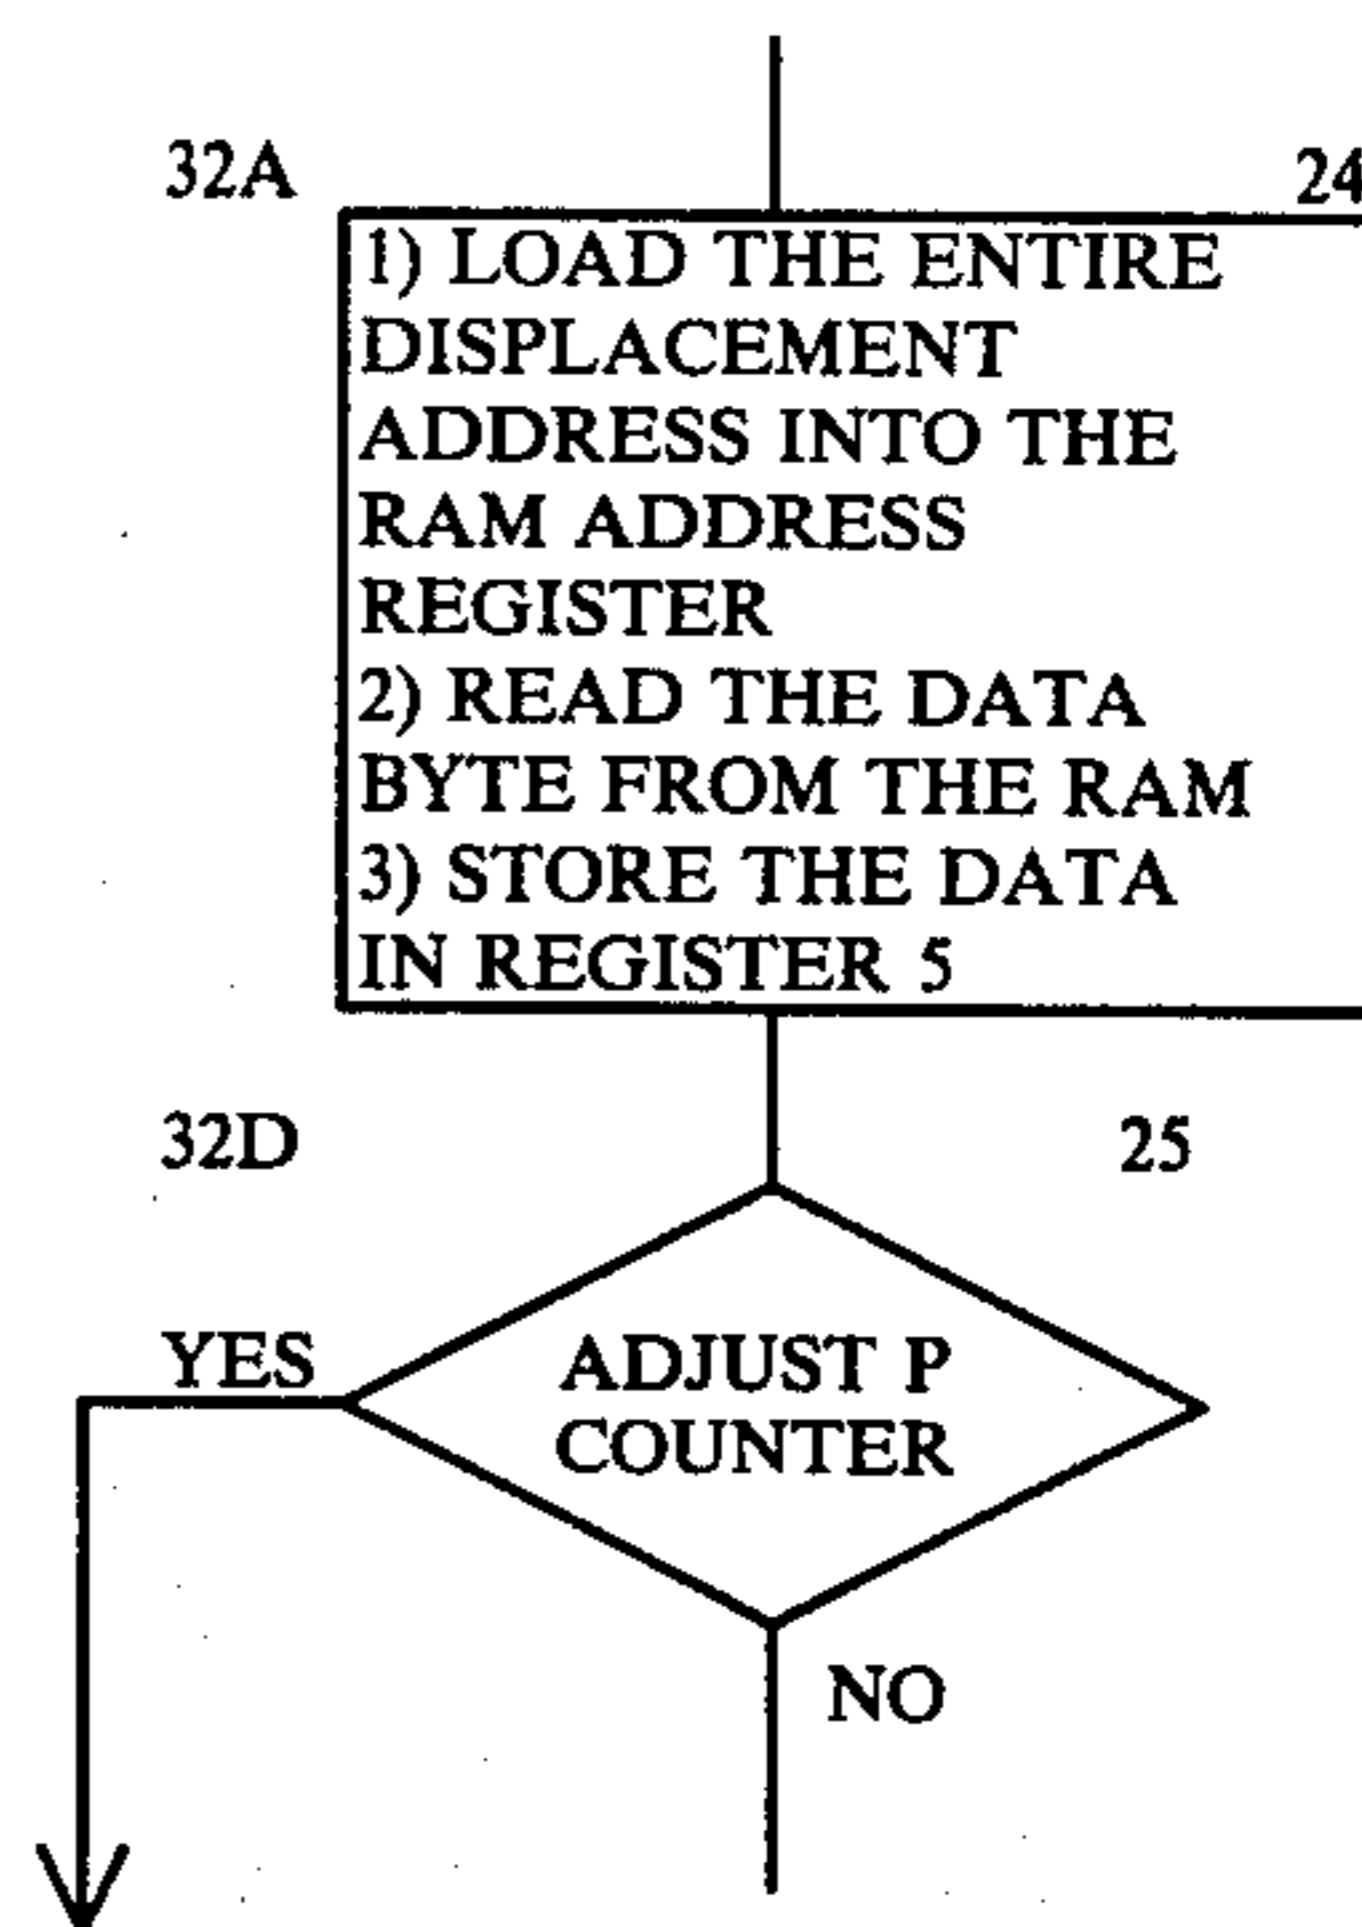 32A
24
1) LOAD THE ENTIRE
DISPLACEMENT
ADDRESS INTO THE
RAM ADDRESS
REGISTER
2) READ THE DATA
BYTE FROM THE RAM
3) STORE THE DATA
IN REGISTER 5
32D
25
YES
ADJUST P
COUNTER
NO